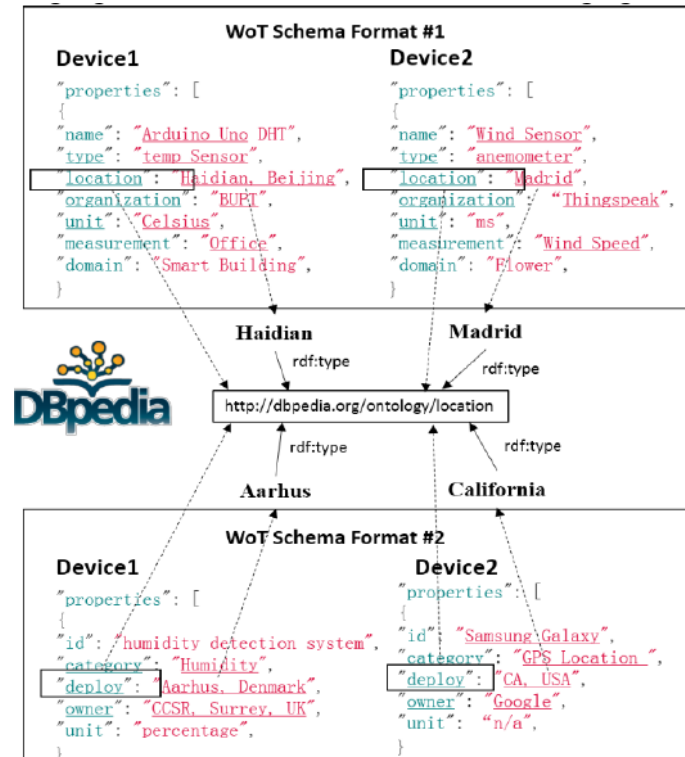 WoT Schema Format #1
Device1
"properties": [
{
"name": "Arduino Uno DHT",
"type": "temp Sensor",
"location": "Haidian, Beijing",
"organization": "BUPT",
"unit": "Celsius",
"measurement": "Office",
"domain": "Smart Building",
}
Device2
"properties": [
{
"name": "Wind Sensor",
"type": "anemometer",
"location": "Madrid",
"organization": "Thingspeak",
"unit": "ms",
"measurement": "Wind Speed",
"domain": "Flower",
}
Haidian
Madrid
rdf:type
rdf:type
DBpedia
http://dbpedia.org/ontology/location
rdf:type
rdf:type
Aarhus
California
WoT Schema Format #2
Device1
"properties": [
{
"id": "humidity detection system",
"category": "Humidity",
"deploy": "Aarhus, Denmark",
"owner": "CCSR, Surrey, UK",
"unit": "percentage",
}
Device2
"properties": [
{
"id": "Samsung Galaxy",
"category": "GPS Location ",
"deploy": "CA, USA",
"owner": "Google",
"unit": "n/a",
}